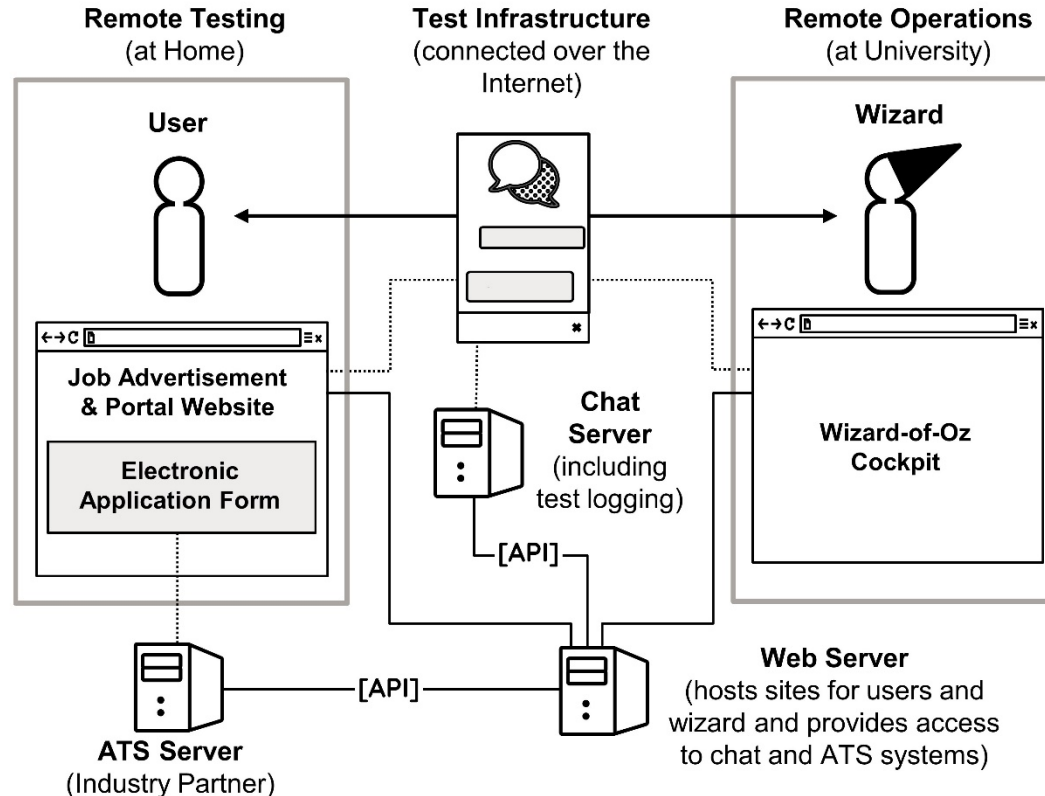 Remote Testing
(at Home)
Test Infrastructure
(connected over the
Internet)
Remote Operations
(at University)
User
Wizard
Job Advertisement
& Portal Website
Electronic
Application Form
Chat
Server
(including
test logging)
Wizard-of-Oz
Cockpit
[API]
[API]
ATS Server
(Industry Partner)
Web Server
(hosts sites for users and
wizard and provides access
to chat and ATS systems)